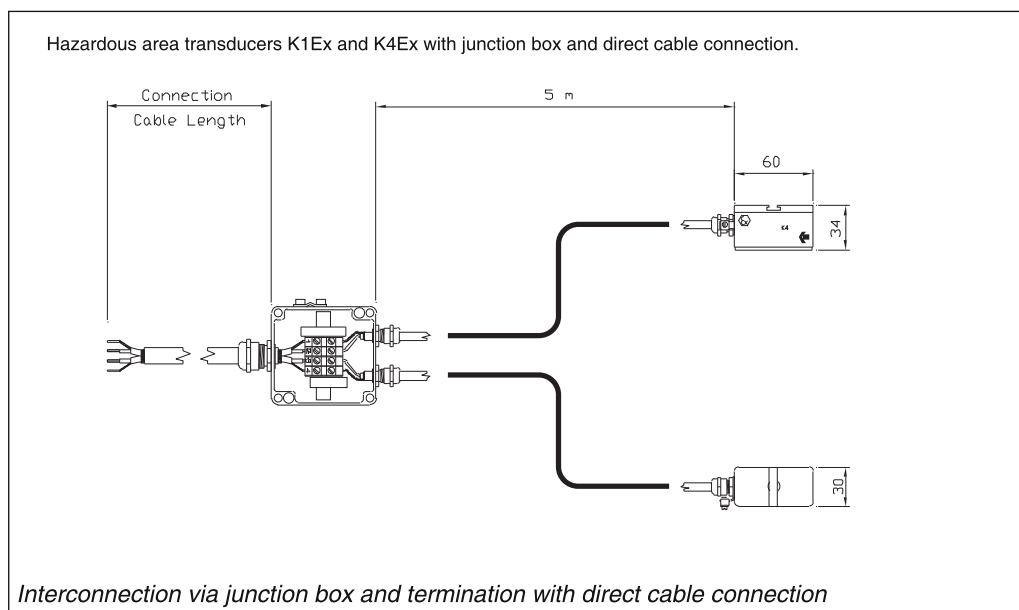 Hazardous area transducers K1Ex and K4Ex with junction box and direct cable connection.
Connection
Cable Length
5 m
60
34
K4
30
Interconnection via junction box and termination with direct cable connection